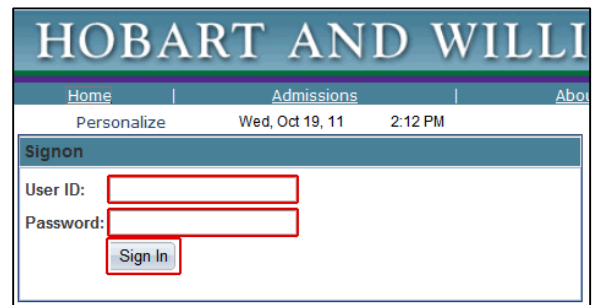 HOBART AND WILLI
Home | Admissions | Abou
Personalize Wed, Oct 19, 11 2:12 PM
Signon
User ID:
Password:
Sign In